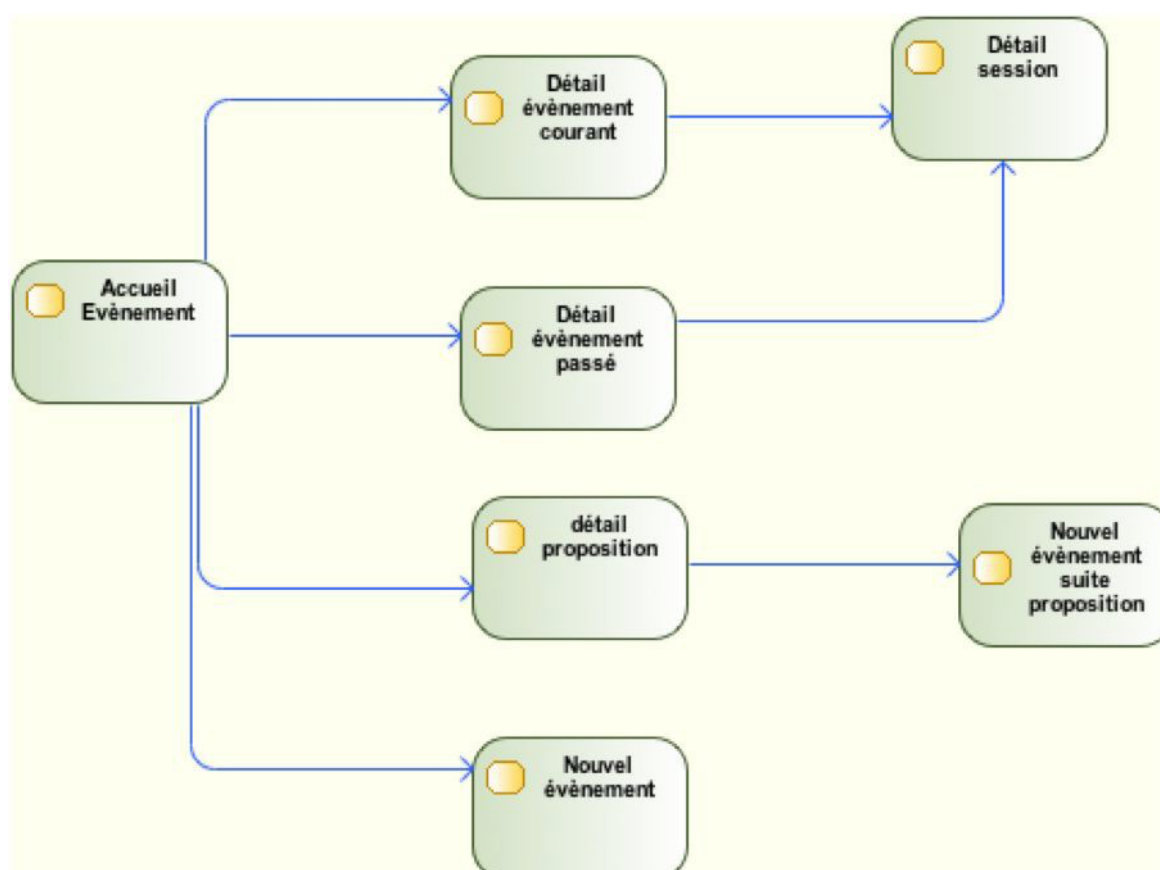 Détail
session
Détail
évènement
courant
Accueil
Evènement
Détail
évènement
passé
détail
proposition
Nouvel
évènement
suite
proposition
Nouvel
évènement